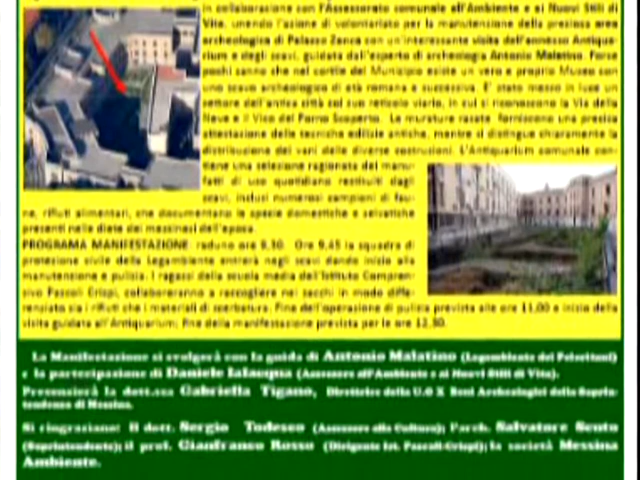 in collaborazione con l'Assessorato comunale all'Ambiente e ai Nuovi Stili di
Vita, unendo l'azione di volontariato per la manutenzione della preziosa area
archeologica di Palazzo Zanca con un'interessante visita dell'annesso Antiqua-
rium e degli scavi, guidata dall'esperto di archeologia Antonio Malatino. Forse
pochi sanno che nel cortile del Municipio esiste un vero e proprio Museo con
uno scavo archeologico di età romana e successiva. E' stato messo in luce un
settore dell'antica città col suo reticolo viario, in cui si riconoscono la Via della
Neve e il Vico del Forno Scoperto. Le murature rasate forniscono una precisa
attestazione delle tecniche edilizie antiche, mentre si distingue chiaramente la
distribuzione dei vani delle diverse costruzioni. L'Antiquarium comunale con-
tiene una selezione ragionata dei manu-
fatti di uso quotidiano restituiti dagli
scavi, inclusi numerosi campioni di fau-
ne, rifiuti alimentari, che documentano le specie domestiche e selvatiche
presenti nelle diete dei messinesi dell'epoca.
PROGRAMA MANIFESTAZIONE: raduno ore 9,30. Ore 9,45 la squadra di
protezione civile della Legambiente entrerà negli scavi dando inizio alla
manutenzione e pulizia. I ragazzi della scuola media dell'Istituto Compren-
sivo Pascoli Crispi, collaboreranno a raccogliere nei sacchi in modo diffe-
renziato sia i rifiuti che i materiali di scerbatura. Fine dell'operazione di pulizia prevista alle ore 11,00 e inizio della
visita guidata all'Antiquarium; fine della manifestazione prevista per le ore 12,30.
La Manifestazione si svolgerà con la guida di Antonio Malatino (Legambiente dei Peloritani)
e la partecipazione di Daniele Ialacqua (Assessore all'Ambiente e ai Nuovi Stili di Vita).
Presenzierà la dott.ssa Gabriella Tigano, Direttrice della U.O X Beni Archeologici della Soprin-
tendenza di Messina.
Si ringraziano: Il dott. Sergio Todesco (Assessore alla Cultura); l'arch. Salvatore Scuto
(Soprintendente); il prof. Gianfranco Rosso (Dirigente Ist. Pascoli-Crispi); la società Messina
Ambiente.